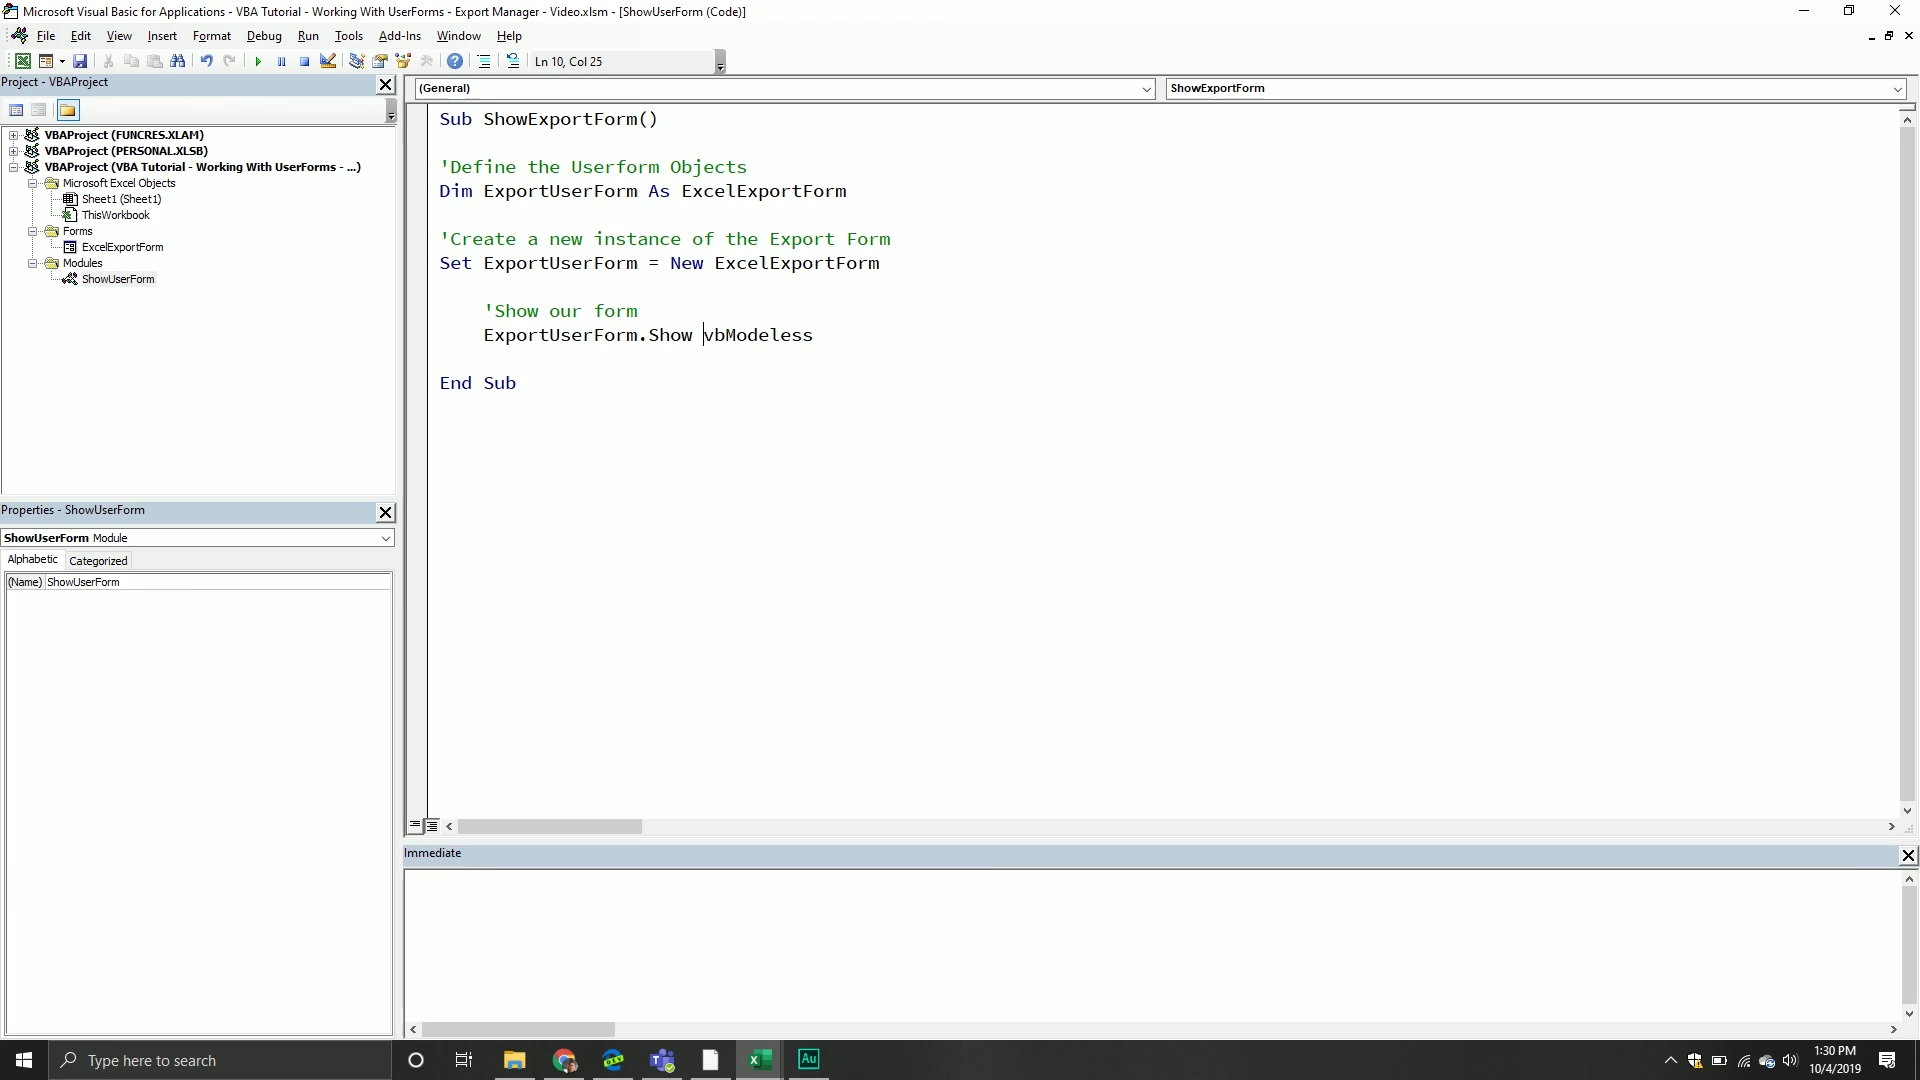 Microsoft Visual Basic for Applications - VBA Tutorial - Working With UserForms - Export Manager - Video.xlsm - [ShowUserForm (Code)]
File Edit View Insert Format Debug Run Tools Add-Ins Window Help
Ln 10, Col 25
Project - VBAProject
(General)
ShowExportForm
VBAProject (FUNCRES.XLAM)
VBAProject (PERSONAL.XLSB)
VBAProject (VBA Tutorial - Working With UserForms - ...)
Microsoft Excel Objects
Sheet1 (Sheet1)
ThisWorkbook
Forms
ExcelExportForm
Modules
ShowUserForm
Sub ShowExportForm()
'Define the Userform Objects
Dim ExportUserForm As ExcelExportForm
'Create a new instance of the Export Form
Set ExportUserForm = New ExcelExportForm
'Show our form
ExportUserForm.Show vbModeless
End Sub
Properties - ShowUserForm
ShowUserForm Module
Alphabetic Categorized
(Name) ShowUserForm
Immediate
Type here to search
Au
1:30 PM
10/4/2019